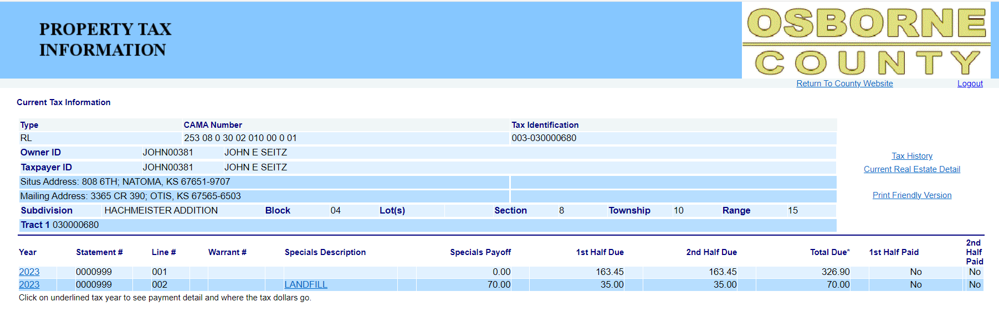 PROPERTY TAX
INFORMATION
OSBORNE
COUNTY
Return To County Website Logout
Current Tax Information
Type CAMA Number Tax Identification
RL 253 08 0 30 02 010 00 0 01 003-030000680
Owner ID JOHN00381 JOHN E SEITZ
Taxpayer ID JOHN00381 JOHN E SEITZ
Situs Address: 808 6TH; NATOMA, KS 67651-9707
Mailing Address: 3365 CR 390; OTIS, KS 67565-6503
Subdivision HACHMEISTER ADDITION Block 04 Lot(s) Section 8 Township 10 Range 15
Tract 1 030000680
Tax History
Current Real Estate Detail
Print Friendly Version
Year Statement # Line # Warrant # Specials Description Specials Payoff 1st Half Due 2nd Half Due Total Due* 1st Half Paid 2nd Half Paid
2023 0000999 001 0.00 163.45 163.45 326.90 No No
2023 0000999 002 LANDFILL 70.00 35.00 35.00 70.00 No No
Click on underlined tax year to see payment detail and where the tax dollars go.